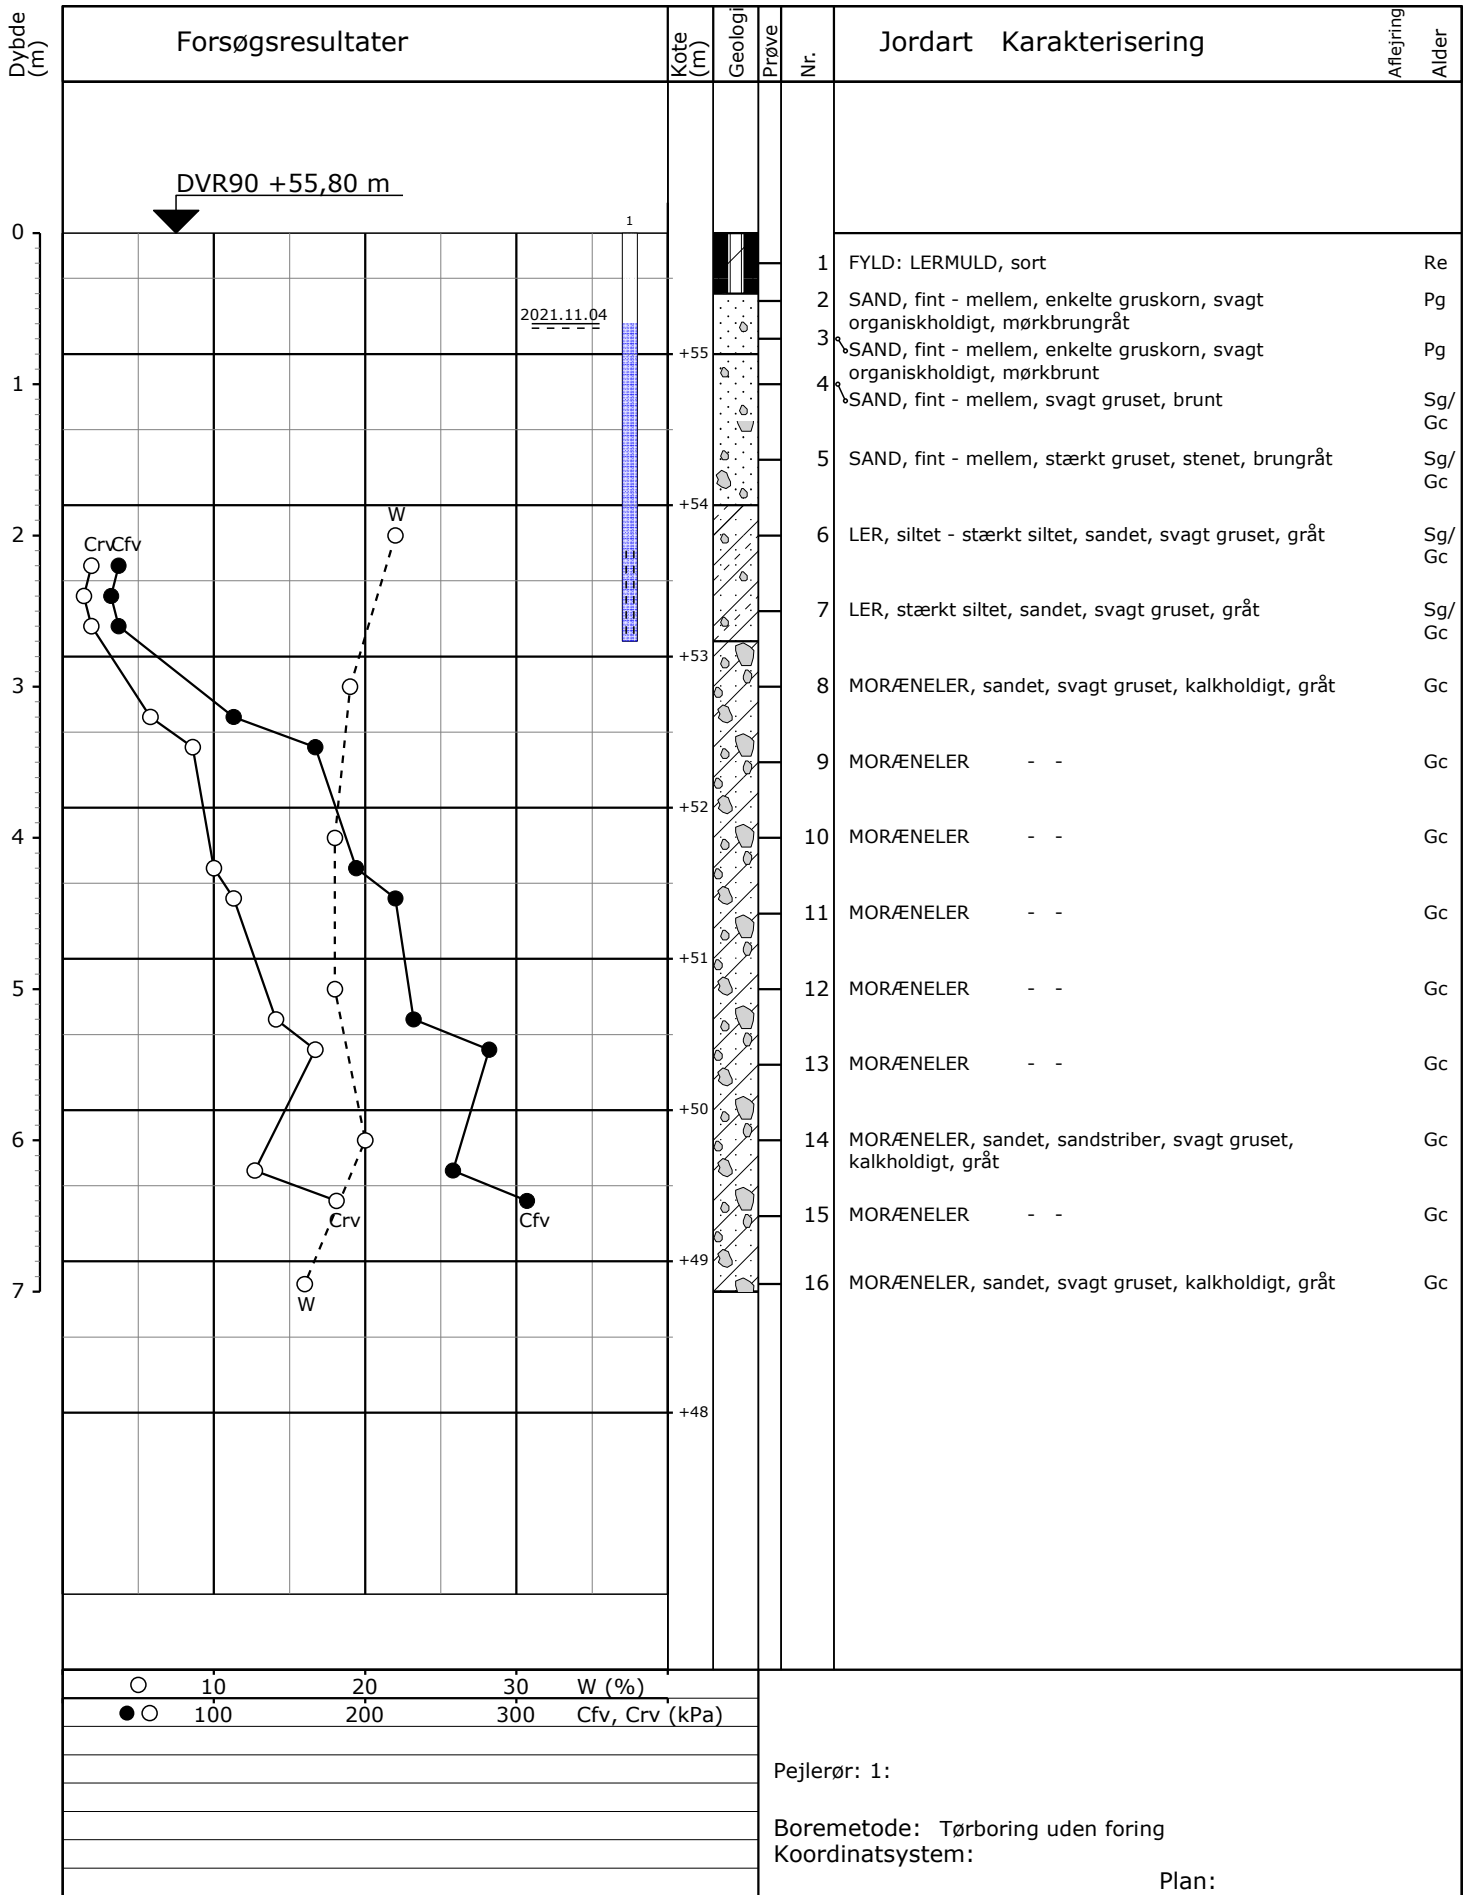 Dybde
(m)
Forsøgsresultater
Kote
(m)
Geologi
Prøve
Nr.
Jordart Karakterisering
Aflejring
Alder
DVR90 +55,80 m
0
1
2
3
4
5
6
7
1
2021.11.04
W
CrvCfv
Crv
Cfv
W
+55
+54
+53
+52
+51
+50
+49
+48
1 FYLD: LERMULD, sort Re
2 SAND, fint - mellem, enkelte gruskorn, svagt Pg
organiskholdigt, mørkbrungråt
3 SAND, fint - mellem, enkelte gruskorn, svagt Pg
organiskholdigt, mørkbrunt
4 SAND, fint - mellem, svagt gruset, brunt Sg/
Gc
5 SAND, fint - mellem, stærkt gruset, stenet, brungråt Sg/
Gc
6 LER, siltet - stærkt siltet, sandet, svagt gruset, gråt Sg/
Gc
7 LER, stærkt siltet, sandet, svagt gruset, gråt Sg/
Gc
8 MORÆNELER, sandet, svagt gruset, kalkholdigt, gråt Gc
9 MORÆNELER - - Gc
10 MORÆNELER - - Gc
11 MORÆNELER - - Gc
12 MORÆNELER - - Gc
13 MORÆNELER - - Gc
14 MORÆNELER, sandet, sandstriber, svagt gruset, Gc
kalkholdigt, gråt
15 MORÆNELER - - Gc
16 MORÆNELER, sandet, svagt gruset, kalkholdigt, gråt Gc
10 20 30 W (%)
100 200 300 Cfv, Crv (kPa)
Pejlerør: 1:
Boremetode: Tørboring uden foring
Koordinatsystem:
Plan: